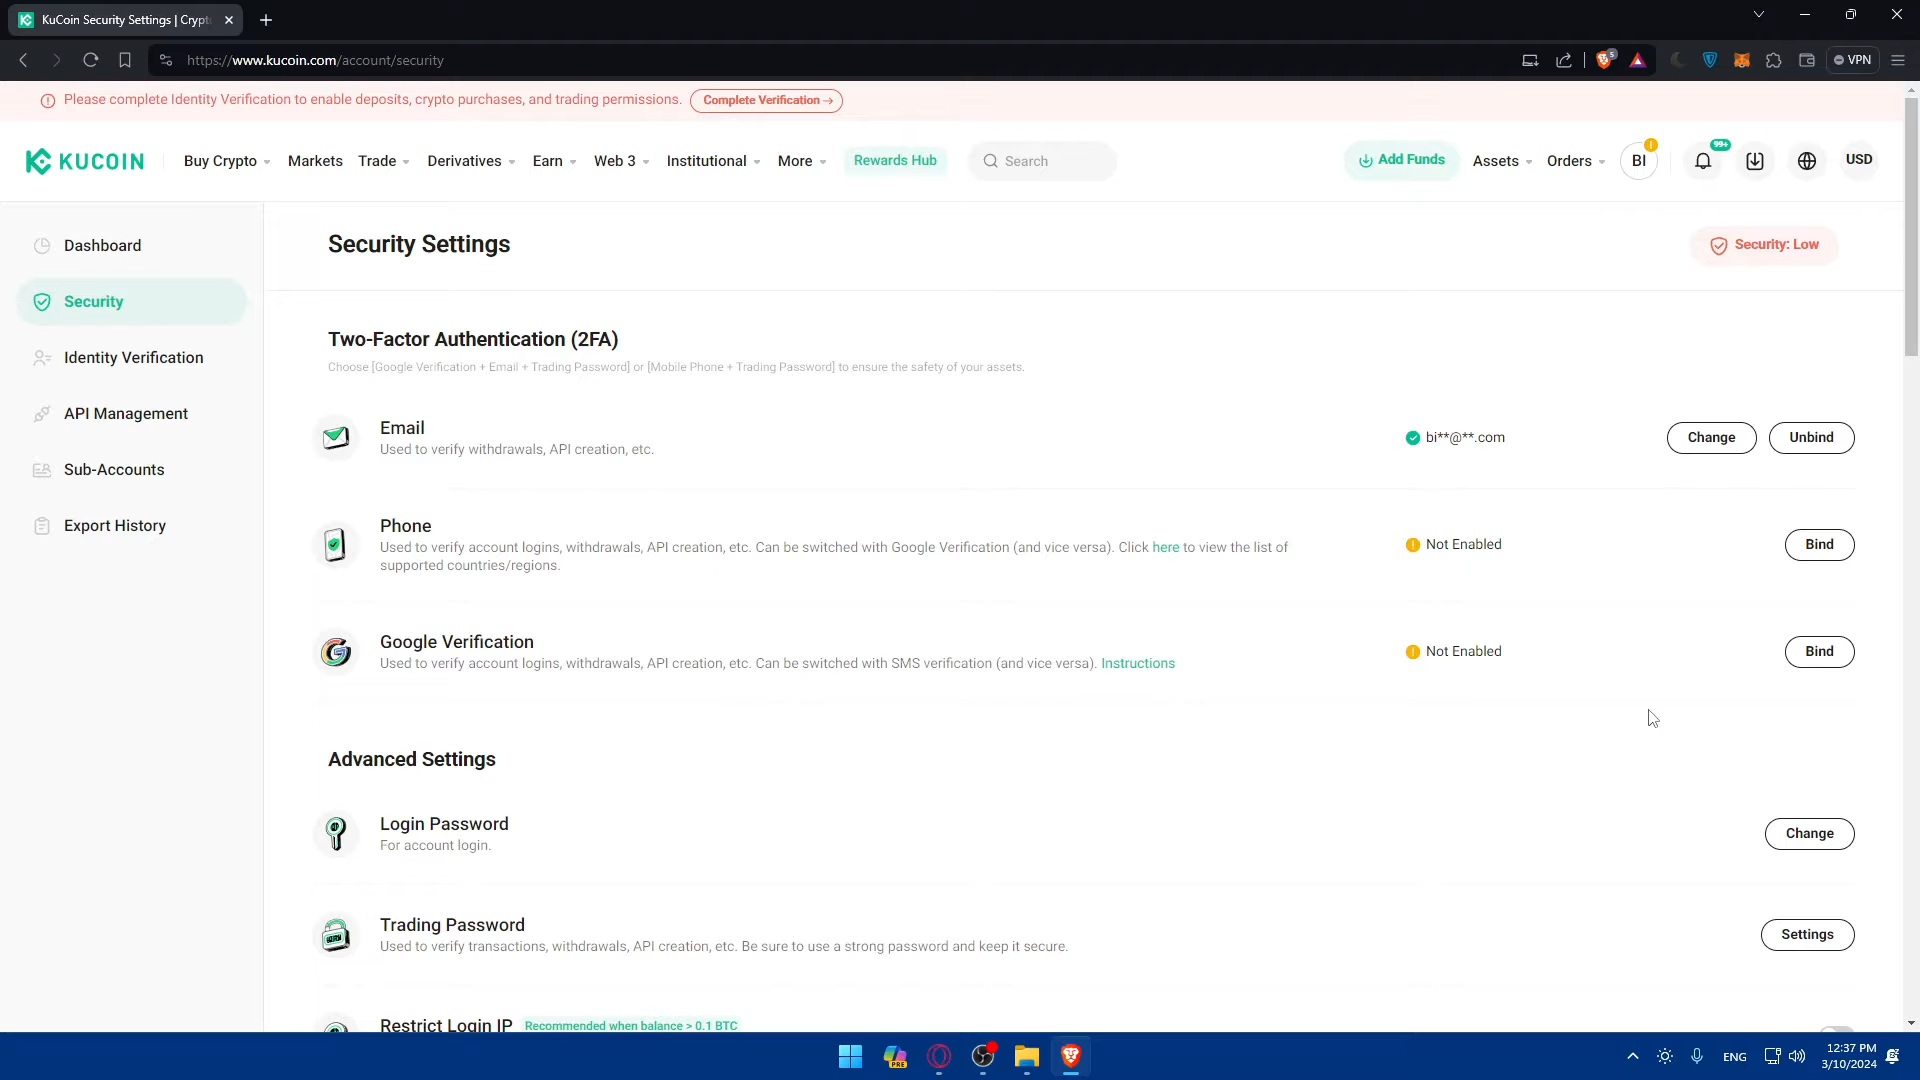 KuCoin Security Settings | Crypt
https://www.kucoin.com/account/security
5
VPN
Please complete Identity Verification to enable deposits, crypto purchases, and trading permissions.
Complete Verification →
KUCOIN
Buy Crypto
Markets
Trade
Derivatives
Earn
Web 3
Institutional
More
Rewards Hub
Search
Add Funds
Assets
Orders
BI
99+
USD
Dashboard
Security
Identity Verification
API Management
Sub-Accounts
Export History
Security Settings
Security: Low
Two-Factor Authentication (2FA)
Choose [Google Verification + Email + Trading Password] or [Mobile Phone + Trading Password] to ensure the safety of your assets.
Email
Used to verify withdrawals, API creation, etc.
bi**@**.com
Change
Unbind
Phone
Used to verify account logins, withdrawals, API creation, etc. Can be switched with Google Verification (and vice versa). Click here to view the list of
supported countries/regions.
Not Enabled
Bind
Google Verification
Used to verify account logins, withdrawals, API creation, etc. Can be switched with SMS verification (and vice versa). Instructions
Not Enabled
Bind
Advanced Settings
Login Password
For account login.
Change
Trading Password
Used to verify transactions, withdrawals, API creation, etc. Be sure to use a strong password and keep it secure.
Settings
Restrict Login IP
Recommended when balance > 0.1 BTC
PRE
ENG
12:37 PM
3/10/2024